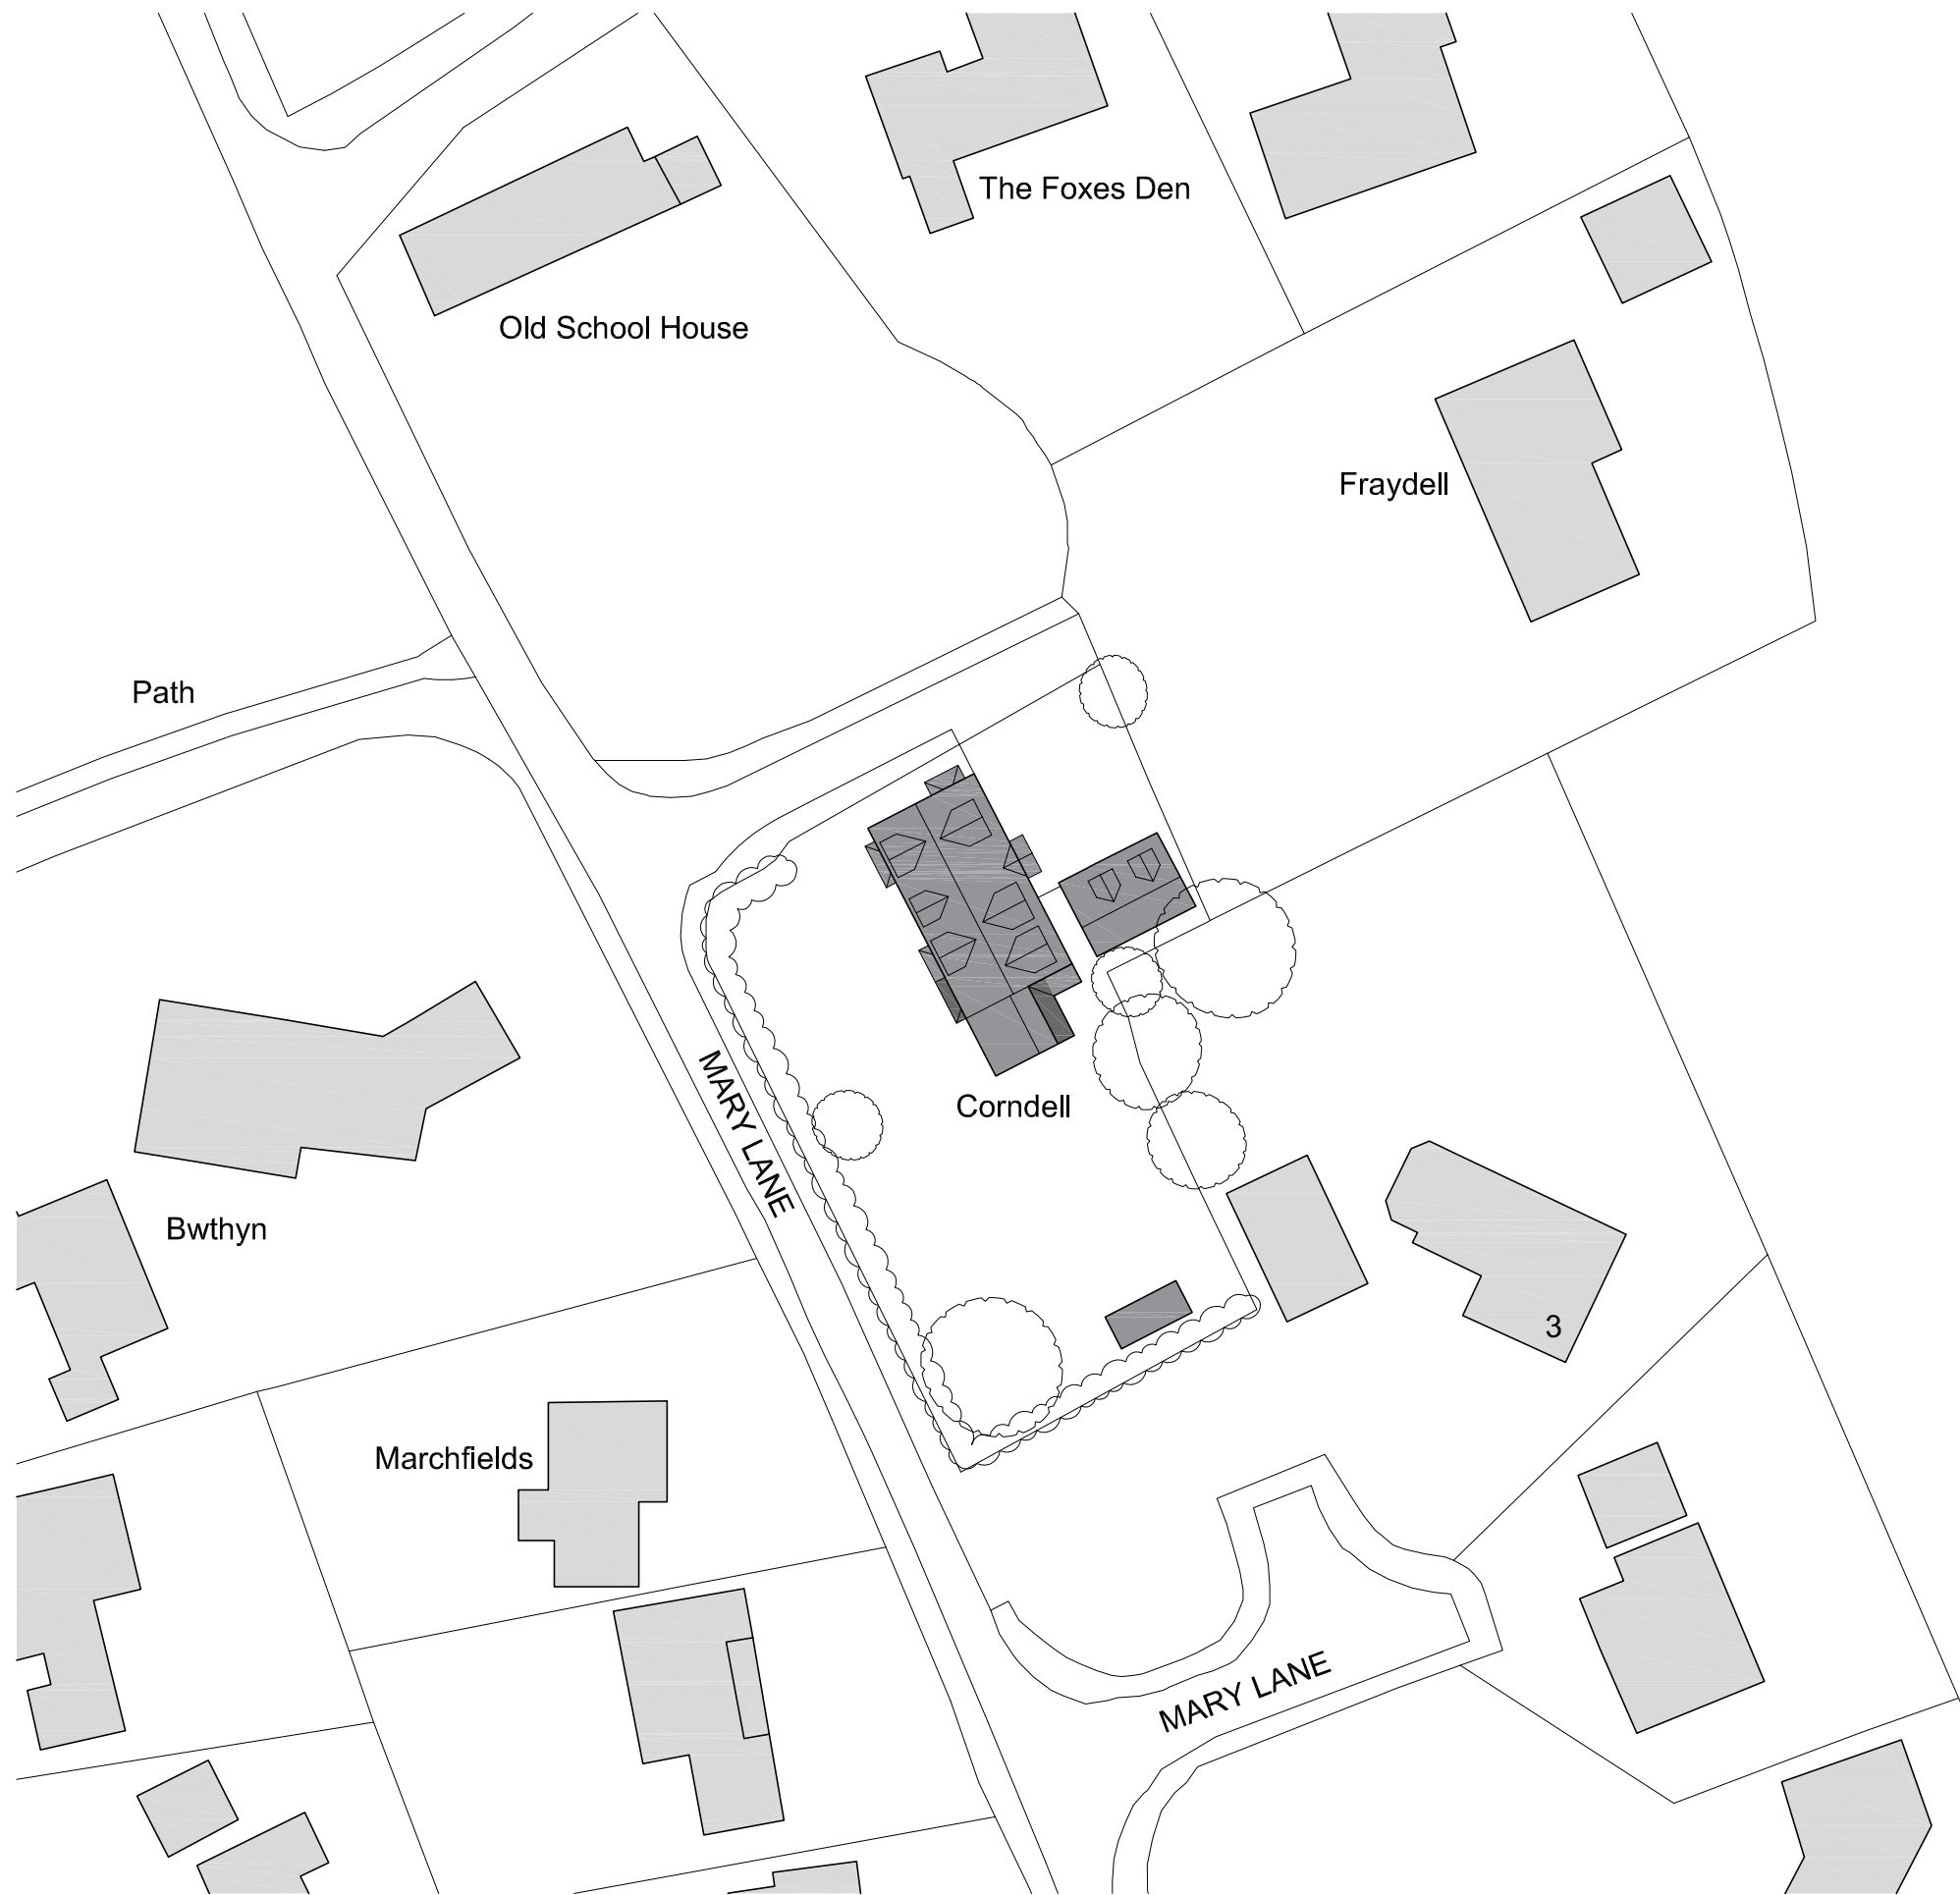 The Foxes Den
Old School House
Fraydell
Path
MARY LANE
Corndell
Bwthyn
3
Marchfields
MARY LANE